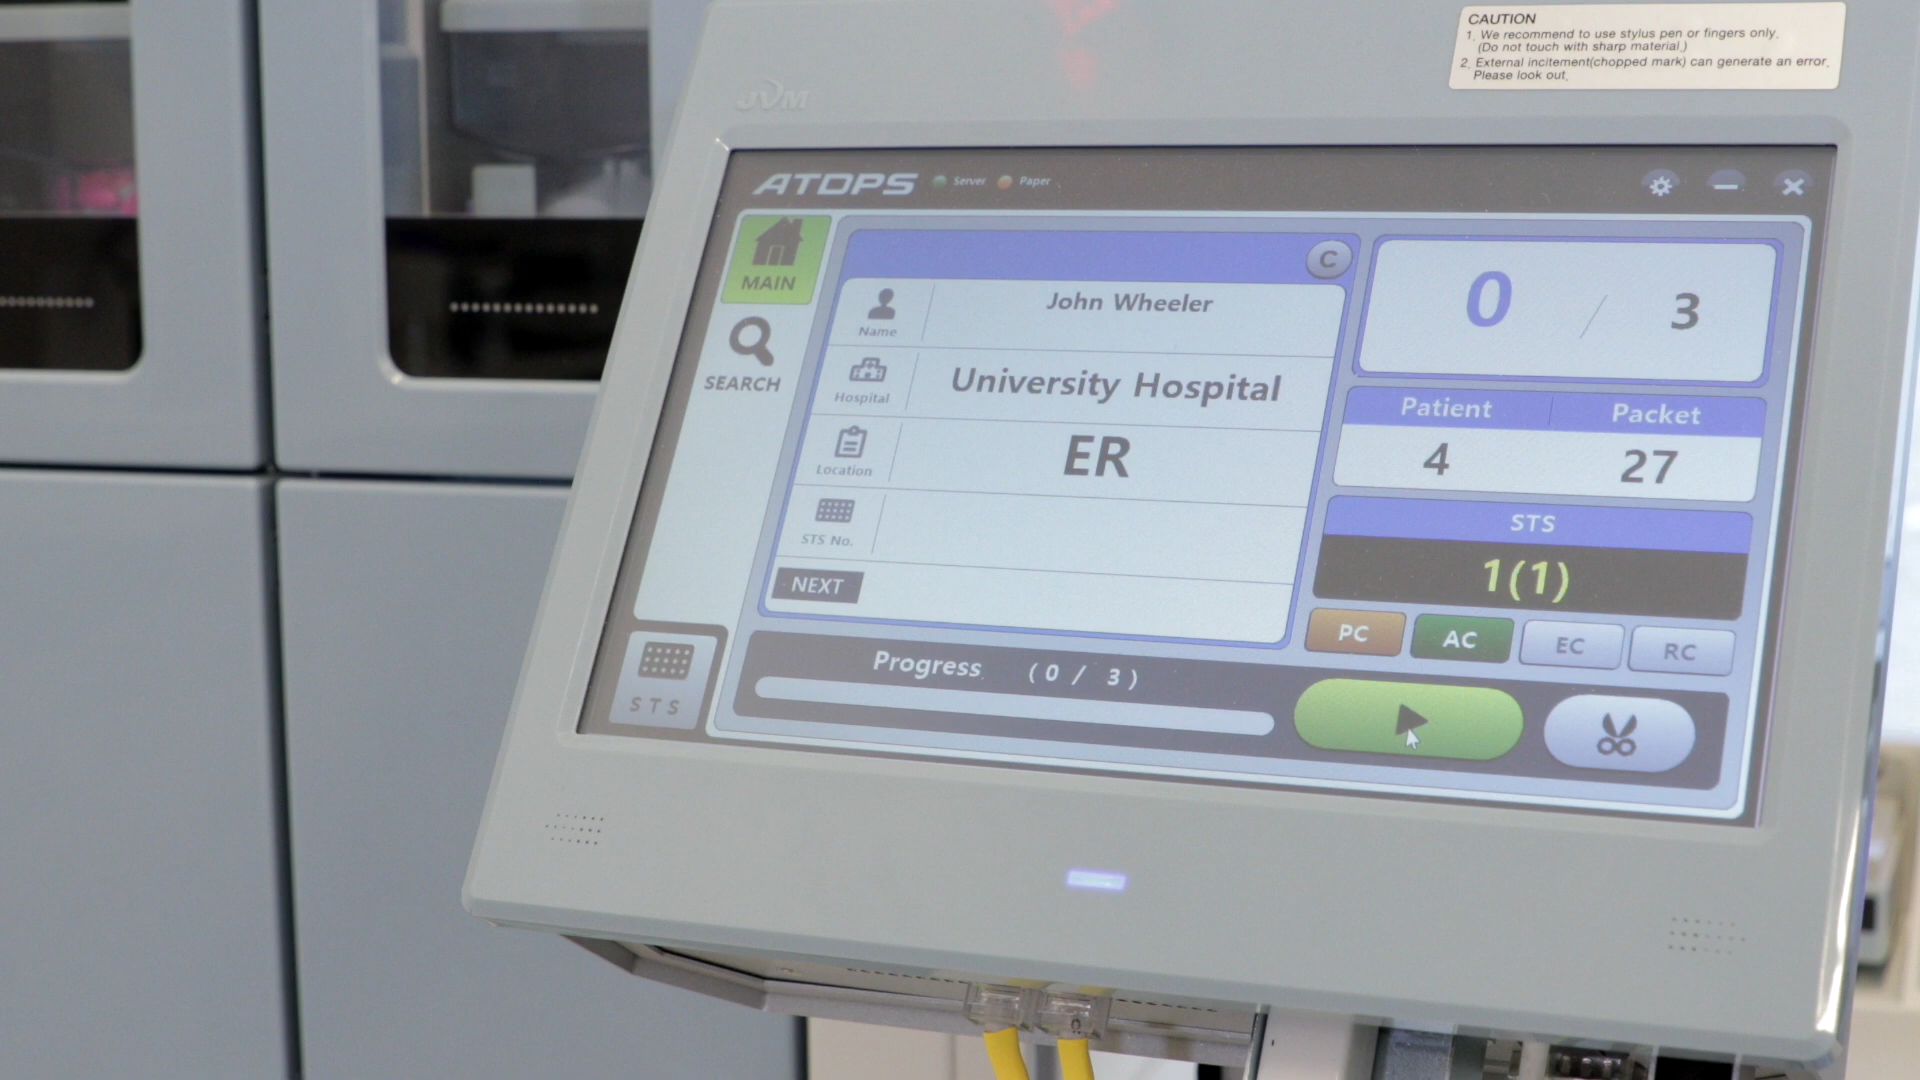 CAUTION
1. We recommend to use stylus pen or fingers only.
(Do not touch with sharp material.)
2. External incitement(chopped mark) can generate an error.
Please look out.
JVM
ATDPS Server Paper
MAIN
SEARCH
STS
C
Name John Wheeler
Hospital University Hospital
Location ER
STS No.
NEXT
0 / 3
Patient Packet
4 27
STS
1(1)
PC AC EC RC
Progress ( 0 / 3 )